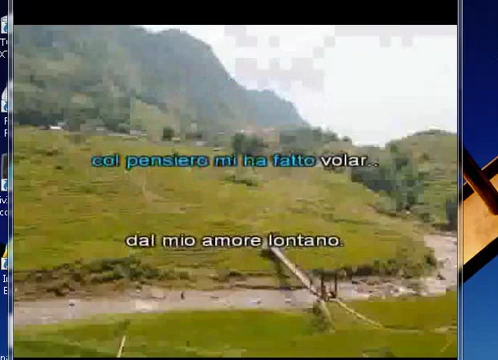 col pensiero mi ha fatto volar..
dal mio amore lontano.